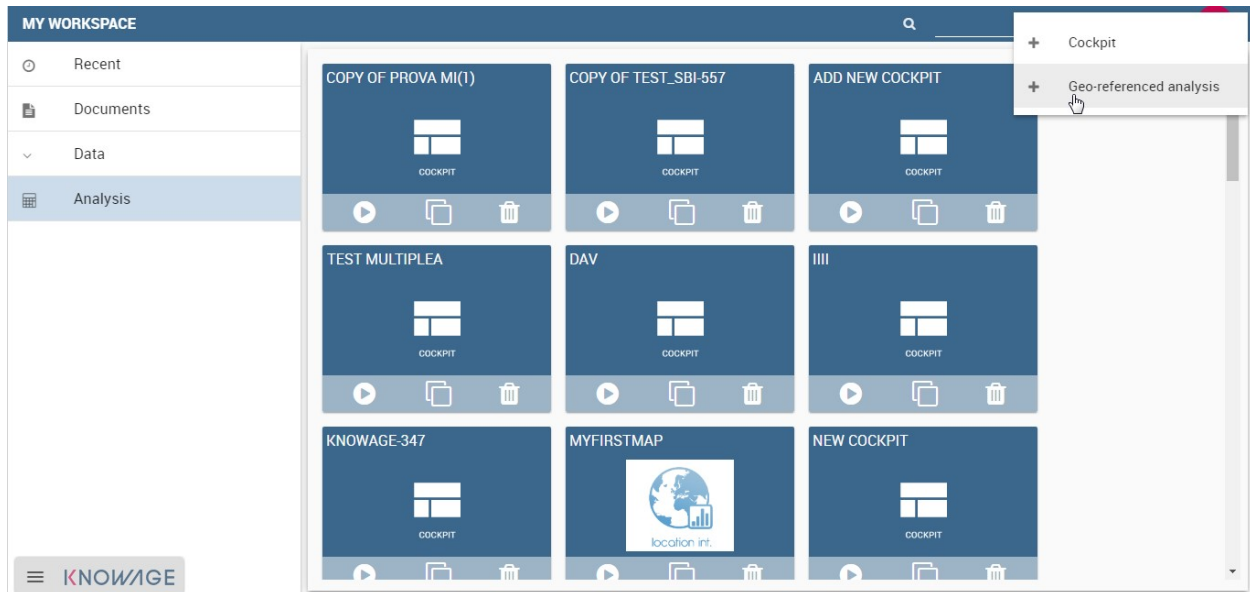 MY WORKSPACE
Cockpit
Geo-referenced analysis
Recent
Documents
Data
Analysis
COPY OF PROVA MI(1)
COCKPIT
COPY OF TEST_SBI-557
COCKPIT
ADD NEW COCKPIT
COCKPIT
TEST MULTIPLEA
COCKPIT
DAV
COCKPIT
IIII
COCKPIT
KNOWAGE-347
COCKPIT
MYFIRSTMAP
location int.
NEW COCKPIT
COCKPIT
KNOWAGE